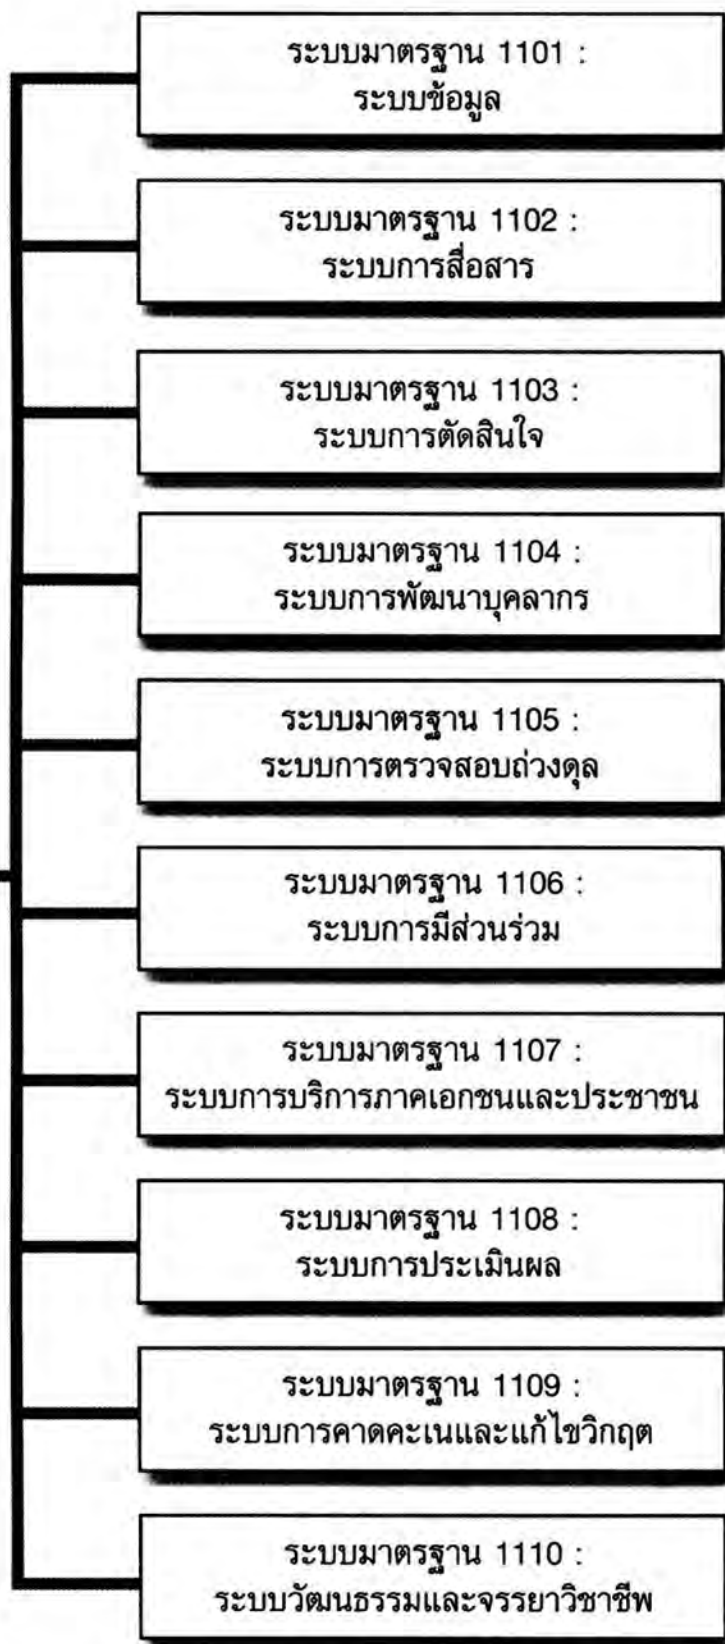 ระบบมาตรฐาน 1101 :
ระบบข้อมูล
ระบบมาตรฐาน 1102 :
ระบบการสื่อสาร
ระบบมาตรฐาน 1103 :
ระบบการตัดสินใจ
ระบบมาตรฐาน 1104 :
ระบบการพัฒนาบุคลากร
ระบบมาตรฐาน 1105 :
ระบบการตรวจสอบถ่วงดุล
ระบบมาตรฐาน 1106 :
ระบบการมีส่วนร่วม
ระบบมาตรฐาน 1107 :
ระบบการบริการภาคเอกชนและประชาชน
ระบบมาตรฐาน 1108 :
ระบบการประเมินผล
ระบบมาตรฐาน 1109 :
ระบบการคาดคะเนและแก้ไขวิกฤต
ระบบมาตรฐาน 1110 :
ระบบวัฒนธรรมและจรรยาวิชาชีพ